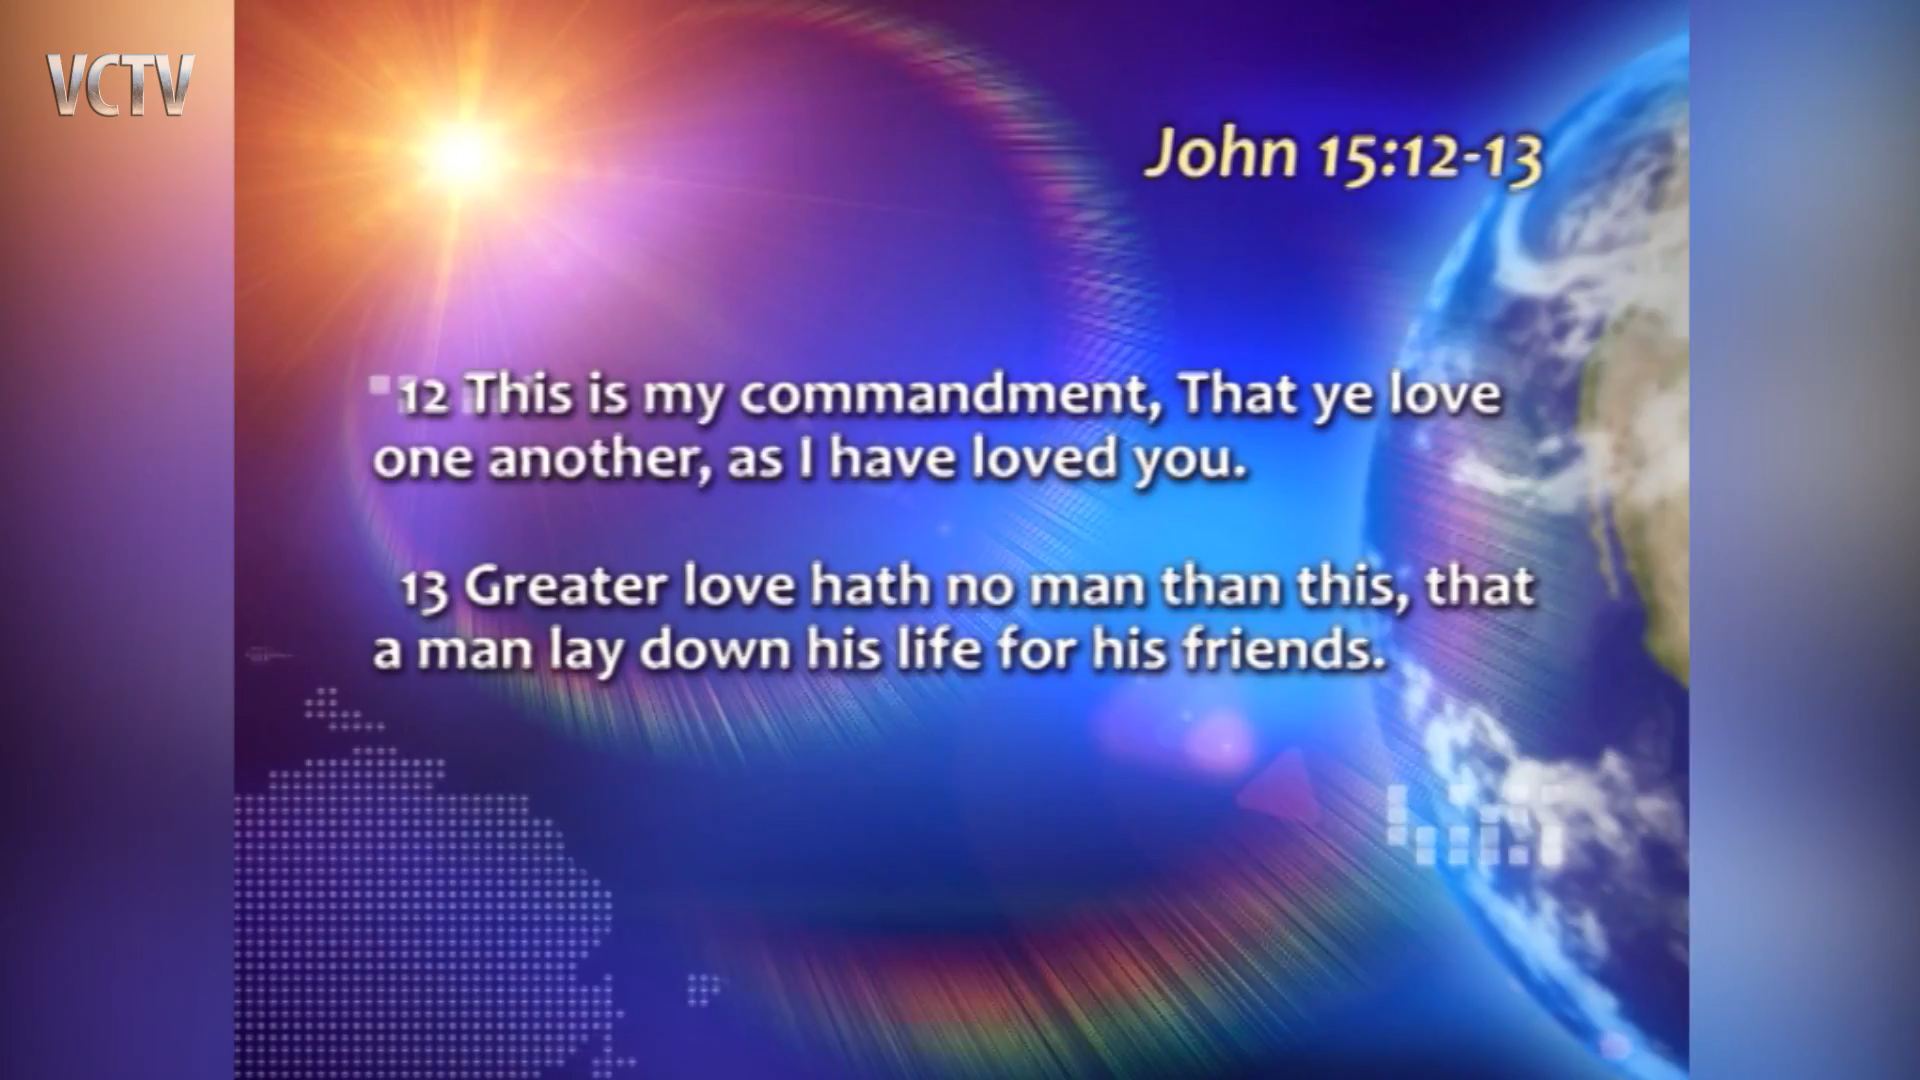 VCTV
John 15:12-13
12 This is my commandment, That ye love
one another, as I have loved you.
13 Greater love hath no man than this, that
a man lay down his life for his friends.